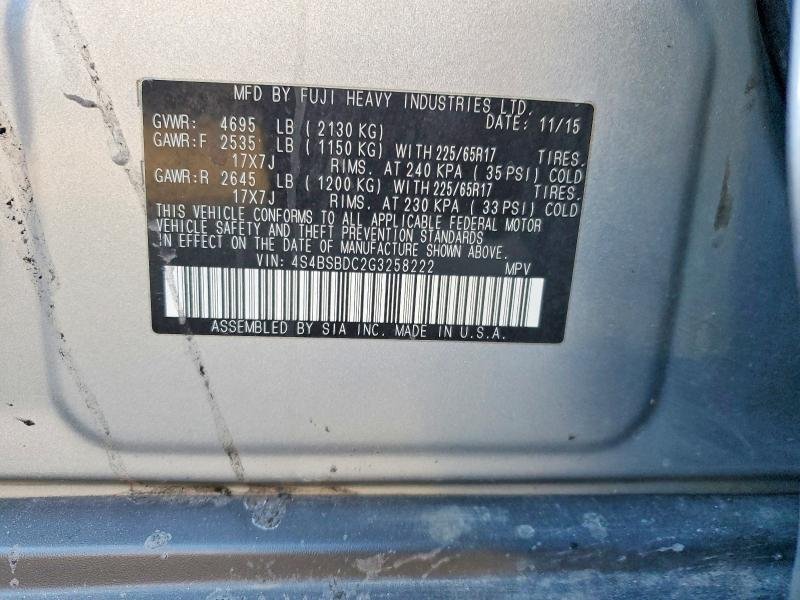 MFD BY FUJI HEAVY INDUSTRIES LTD.
GVWR: 4695 LB ( 2130 KG) DATE: 11/15
GAWR:F 2535 LB ( 1150 KG) WITH 225/65R17 TIRES.
17X7J RIMS. AT 240 KPA ( 35 PSI) COLD
GAWR:R 2645 LB ( 1200 KG) WITH 225/65R17 TIRES.
17X7J RIMS. AT 230 KPA ( 33 PSI) COLD
THIS VEHICLE CONFORMS TO ALL APPLICABLE FEDERAL MOTOR
VEHICLE SAFETY AND THEFT PREVENTION STANDARDS
IN EFFECT ON THE DATE OF MANUFACTURE SHOWN ABOVE.
VIN: 4S4BSBDC2G3258222 MPV
ASSEMBLED BY SIA INC. MADE IN U.S.A.